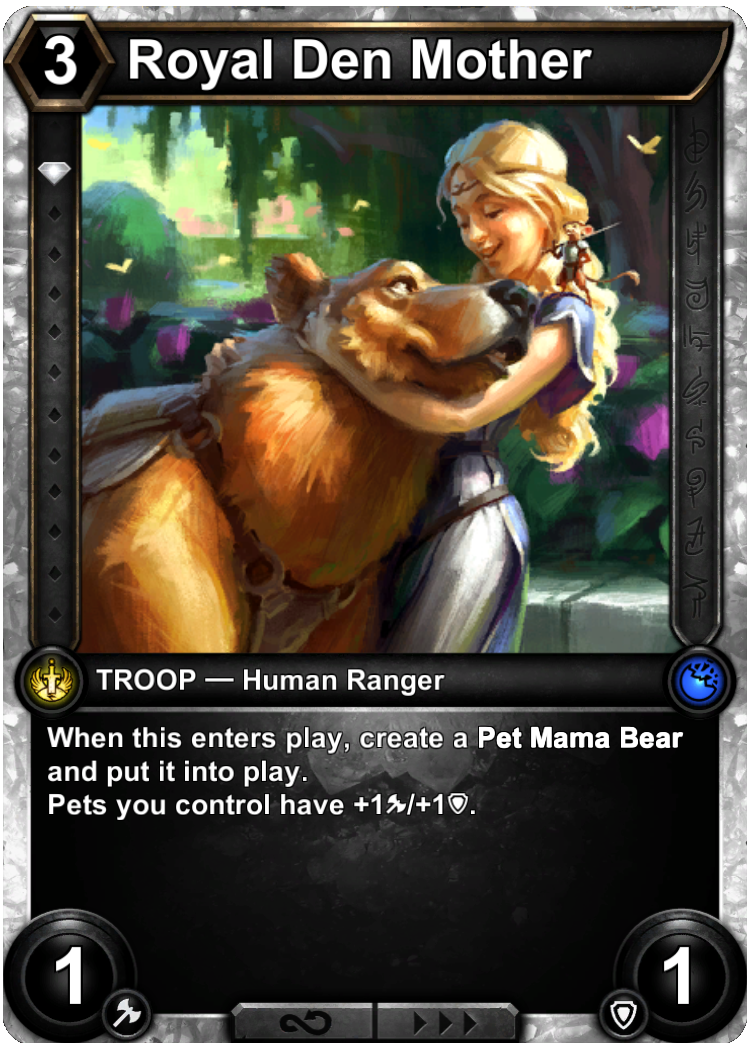 3 Royal Den Mother
TROOP — Human Ranger
When this enters play, create a Pet Mama Bear
and put it into play.
Pets you control have +1/+1.
1 1